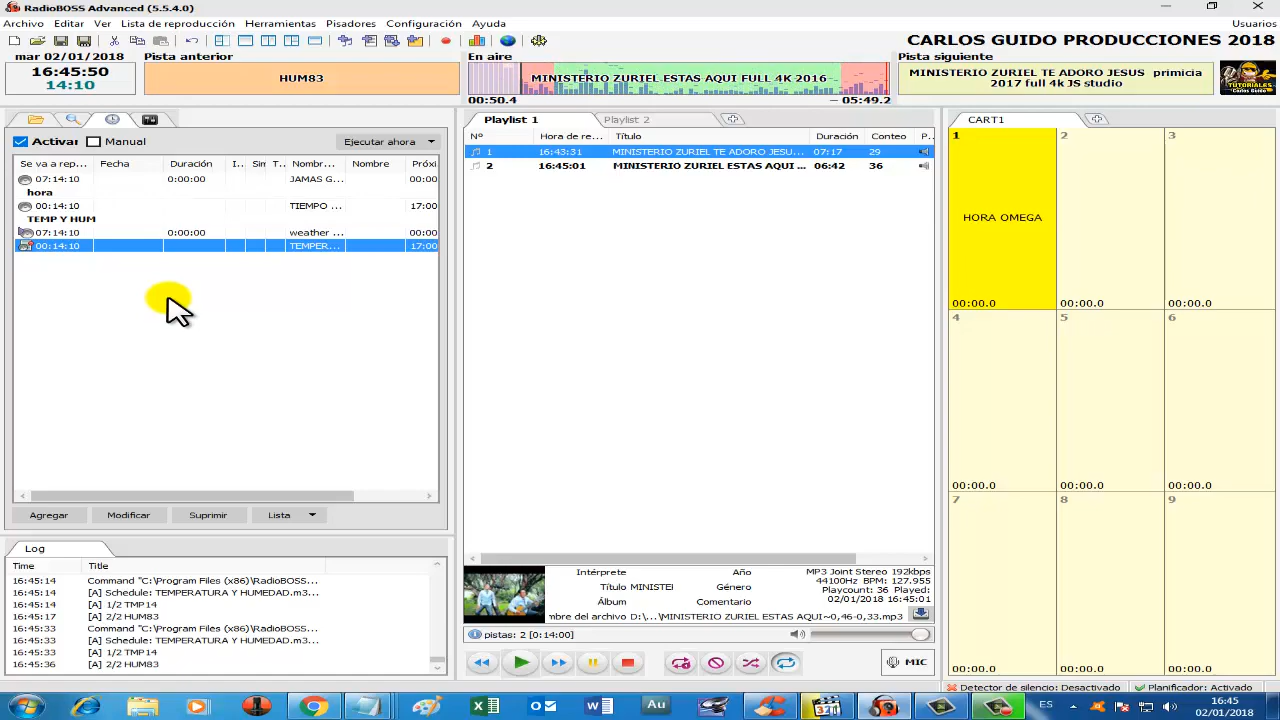 RadioBOSS Advanced (5.5.4.0)
Archivo Editar Ver Lista de reproducción Herramientas Pisadores Configuración Ayuda Usuarios
CARLOS GUIDO PRODUCCIONES 2018
mar 02/01/2018 Pista anterior En aire Pista siguiente
16:45:50
14:10
HUM83
MINISTERIO ZURIEL ESTAS AQUI FULL 4K 2016
00:50.4 05:49.2
MINISTERIO ZURIEL TE ADORO JESUS primicia
2017 full 4k JS studio
TUTORIALES
Carlos Guido
Activar Manual Ejecutar ahora
Se va a rep... Fecha Duración I... Sim T... Nombr... Nombre Próxi
07:14:10 0:00:00 JAMAS G... 00:00
hora
00:14:10 TIEMPO ... 17:00
TEMP Y HUM
07:14:10 0:00:00 weather ... 00:00
00:14:10 TEMPER... 17:00
Agregar Modificar Suprimir Lista
Log
Time Title
16:45:14 Command "C:\Program Files (x86)\RadioBOSS...
16:45:14 [A] Schedule: TEMPERATURA Y HUMEDAD.m3...
16:45:14 [A] 1/2 TMP14
16:45:17 [A] 2/2 HUM83
16:45:33 Command "C:\Program Files (x86)\RadioBOSS...
16:45:33 [A] Schedule: TEMPERATURA Y HUMEDAD.m3...
16:45:33 [A] 1/2 TMP14
16:45:36 [A] 2/2 HUM83
Playlist 1 Playlist 2
Nº Hora de re... Título Duración Conteo P...
1 16:43:31 MINISTERIO ZURIEL TE ADORO JESU... 07:17 29
2 16:45:01 MINISTERIO ZURIEL ESTAS AQUI ... 06:42 36
Intérprete Año
Título MINISTEI Género
Álbum Comentario
MP3 Joint Stereo 192kbps
44100Hz BPM: 127.955
Playcount: 36 Played:
02/01/2018 16:45:01
mbre del archivo D:\...\MINISTERIO ZURIEL ESTAS AQUI~0,46-0,33.mp3
pistas: 2 [0:14:00]
MIC
CART1
1 2 3
HORA OMEGA
00:00.0 00:00.0 00:00.0
4 5 6
00:00.0 00:00.0 00:00.0
7 8 9
00:00.0 00:00.0 00:00.0
Detector de silencio: Desactivado Planificador: Activado
Au
31
ES
16:45
02/01/2018